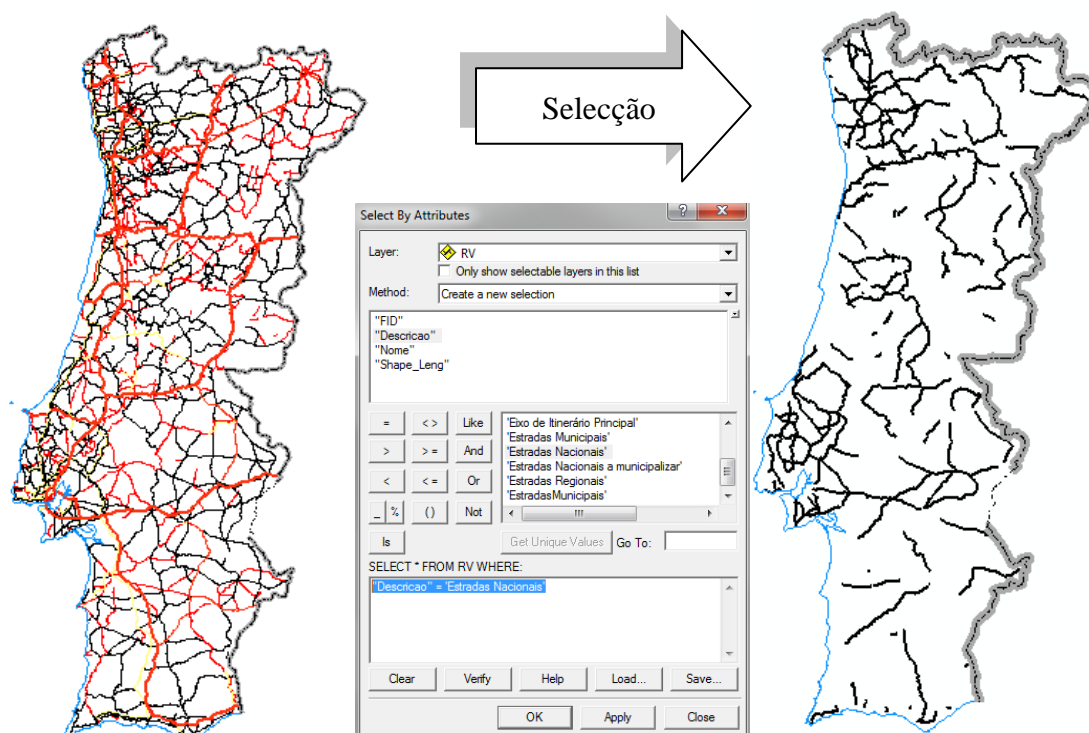 Selecção
Select By Attributes
?
X
Layer:
RV
Only show selectable layers in this list
Method:
Create a new selection
"FID"
"Descricao"
"Nome"
"Shape_Leng"
= < > Like
> > = And
< < = Or
_ % ( ) Not
Is
'Eixo de Itinerário Principal'
'Estradas Municipais'
'Estradas Nacionais'
'Estradas Nacionais a municipalizar'
'Estradas Regionais'
'EstradasMunicipais'
Get Unique Values Go To:
SELECT * FROM RV WHERE:
"Descricao" = 'Estradas Nacionais'
Clear Verify Help Load... Save...
OK Apply Close